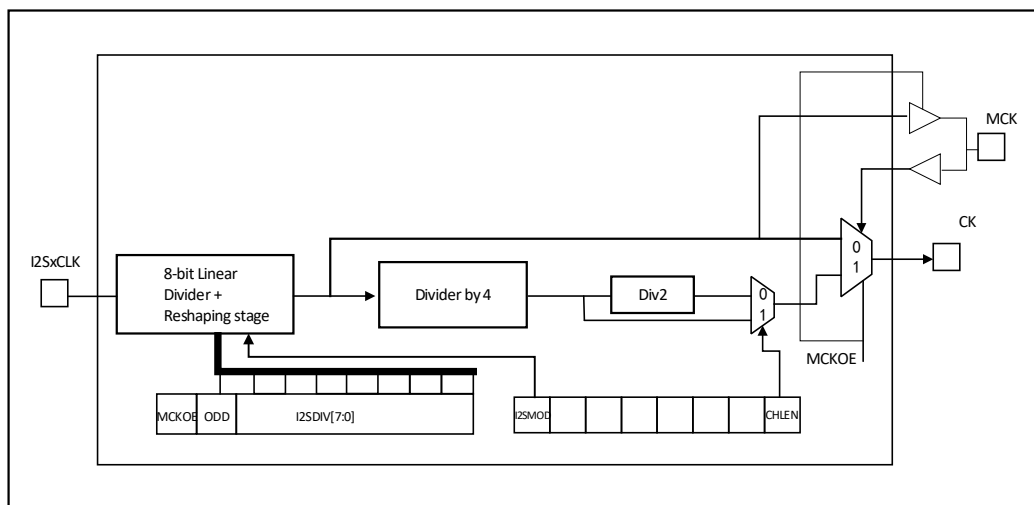 MCK
CK
I2SxCLK
8-bit Linear
Divider +
Reshaping stage
Divider by 4
Div2
0
1
0
1
MCKOE
MCKOE
ODD
I2SDIV[7:0]
I2SMOD
CHLEN